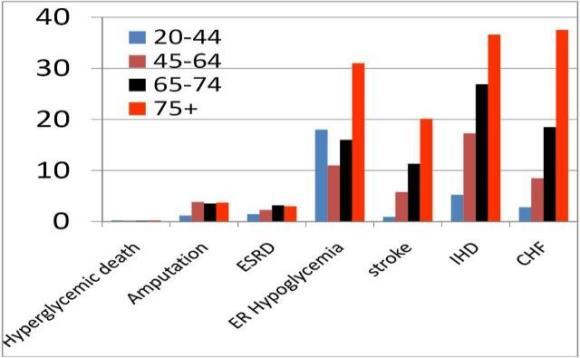 40
30
20
10
0
20-44
45-64
65-74
75+
Hyperglycemic death
Amputation
ESRD
ER Hypoglycemia
stroke
IHD
CHF